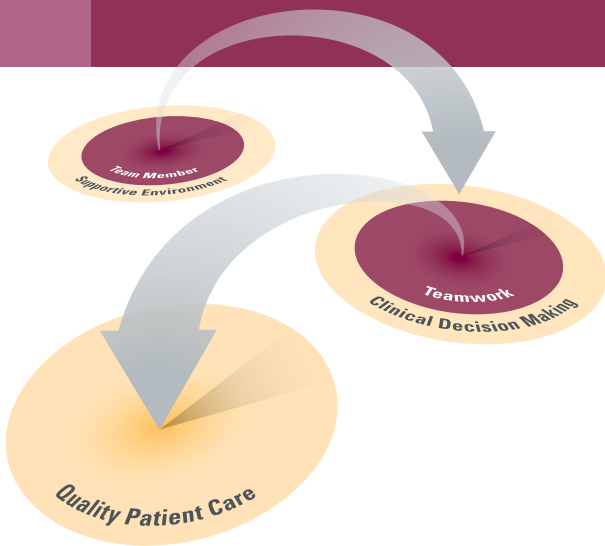 Team Member
Supportive Environment
Teamwork
Clinical Decision Making
Quality Patient Care